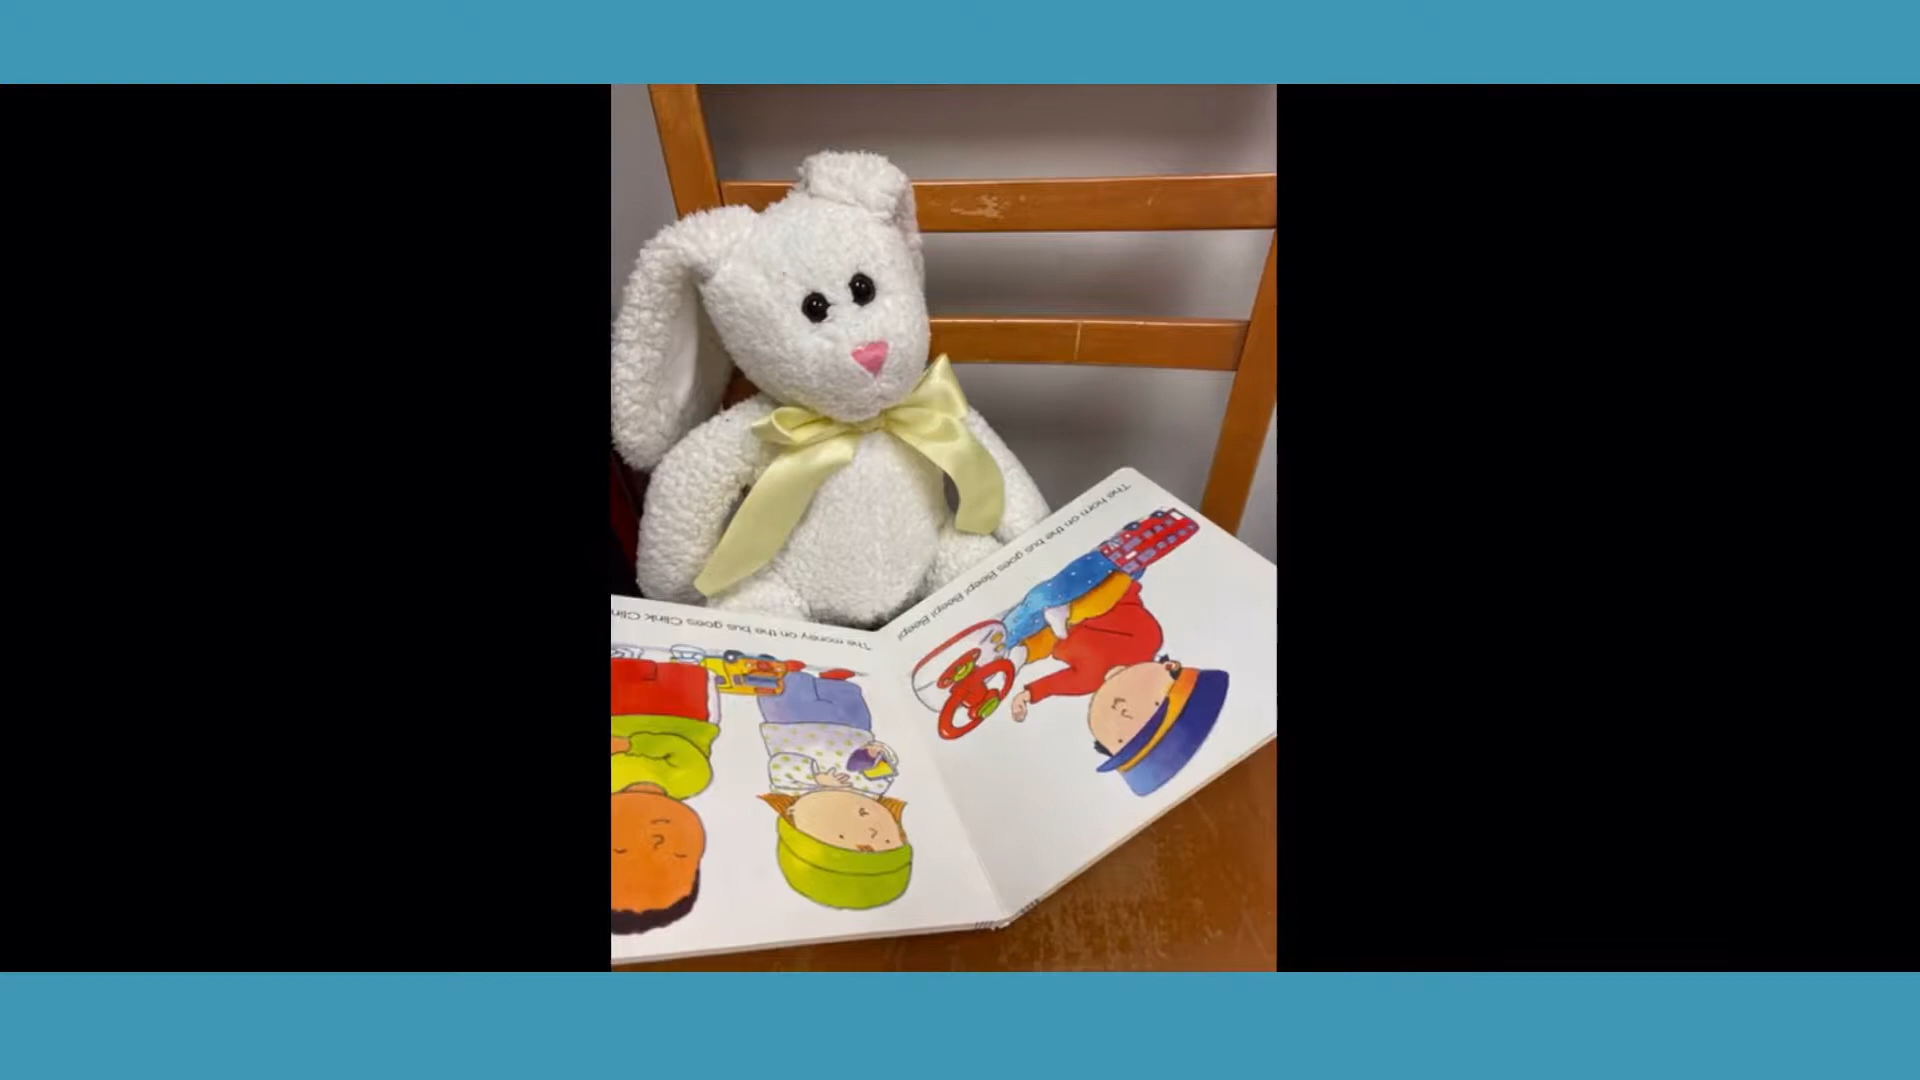 The horn on the bus goes Beep! Beep! Beep!
The money on the bus goes Clink Clin